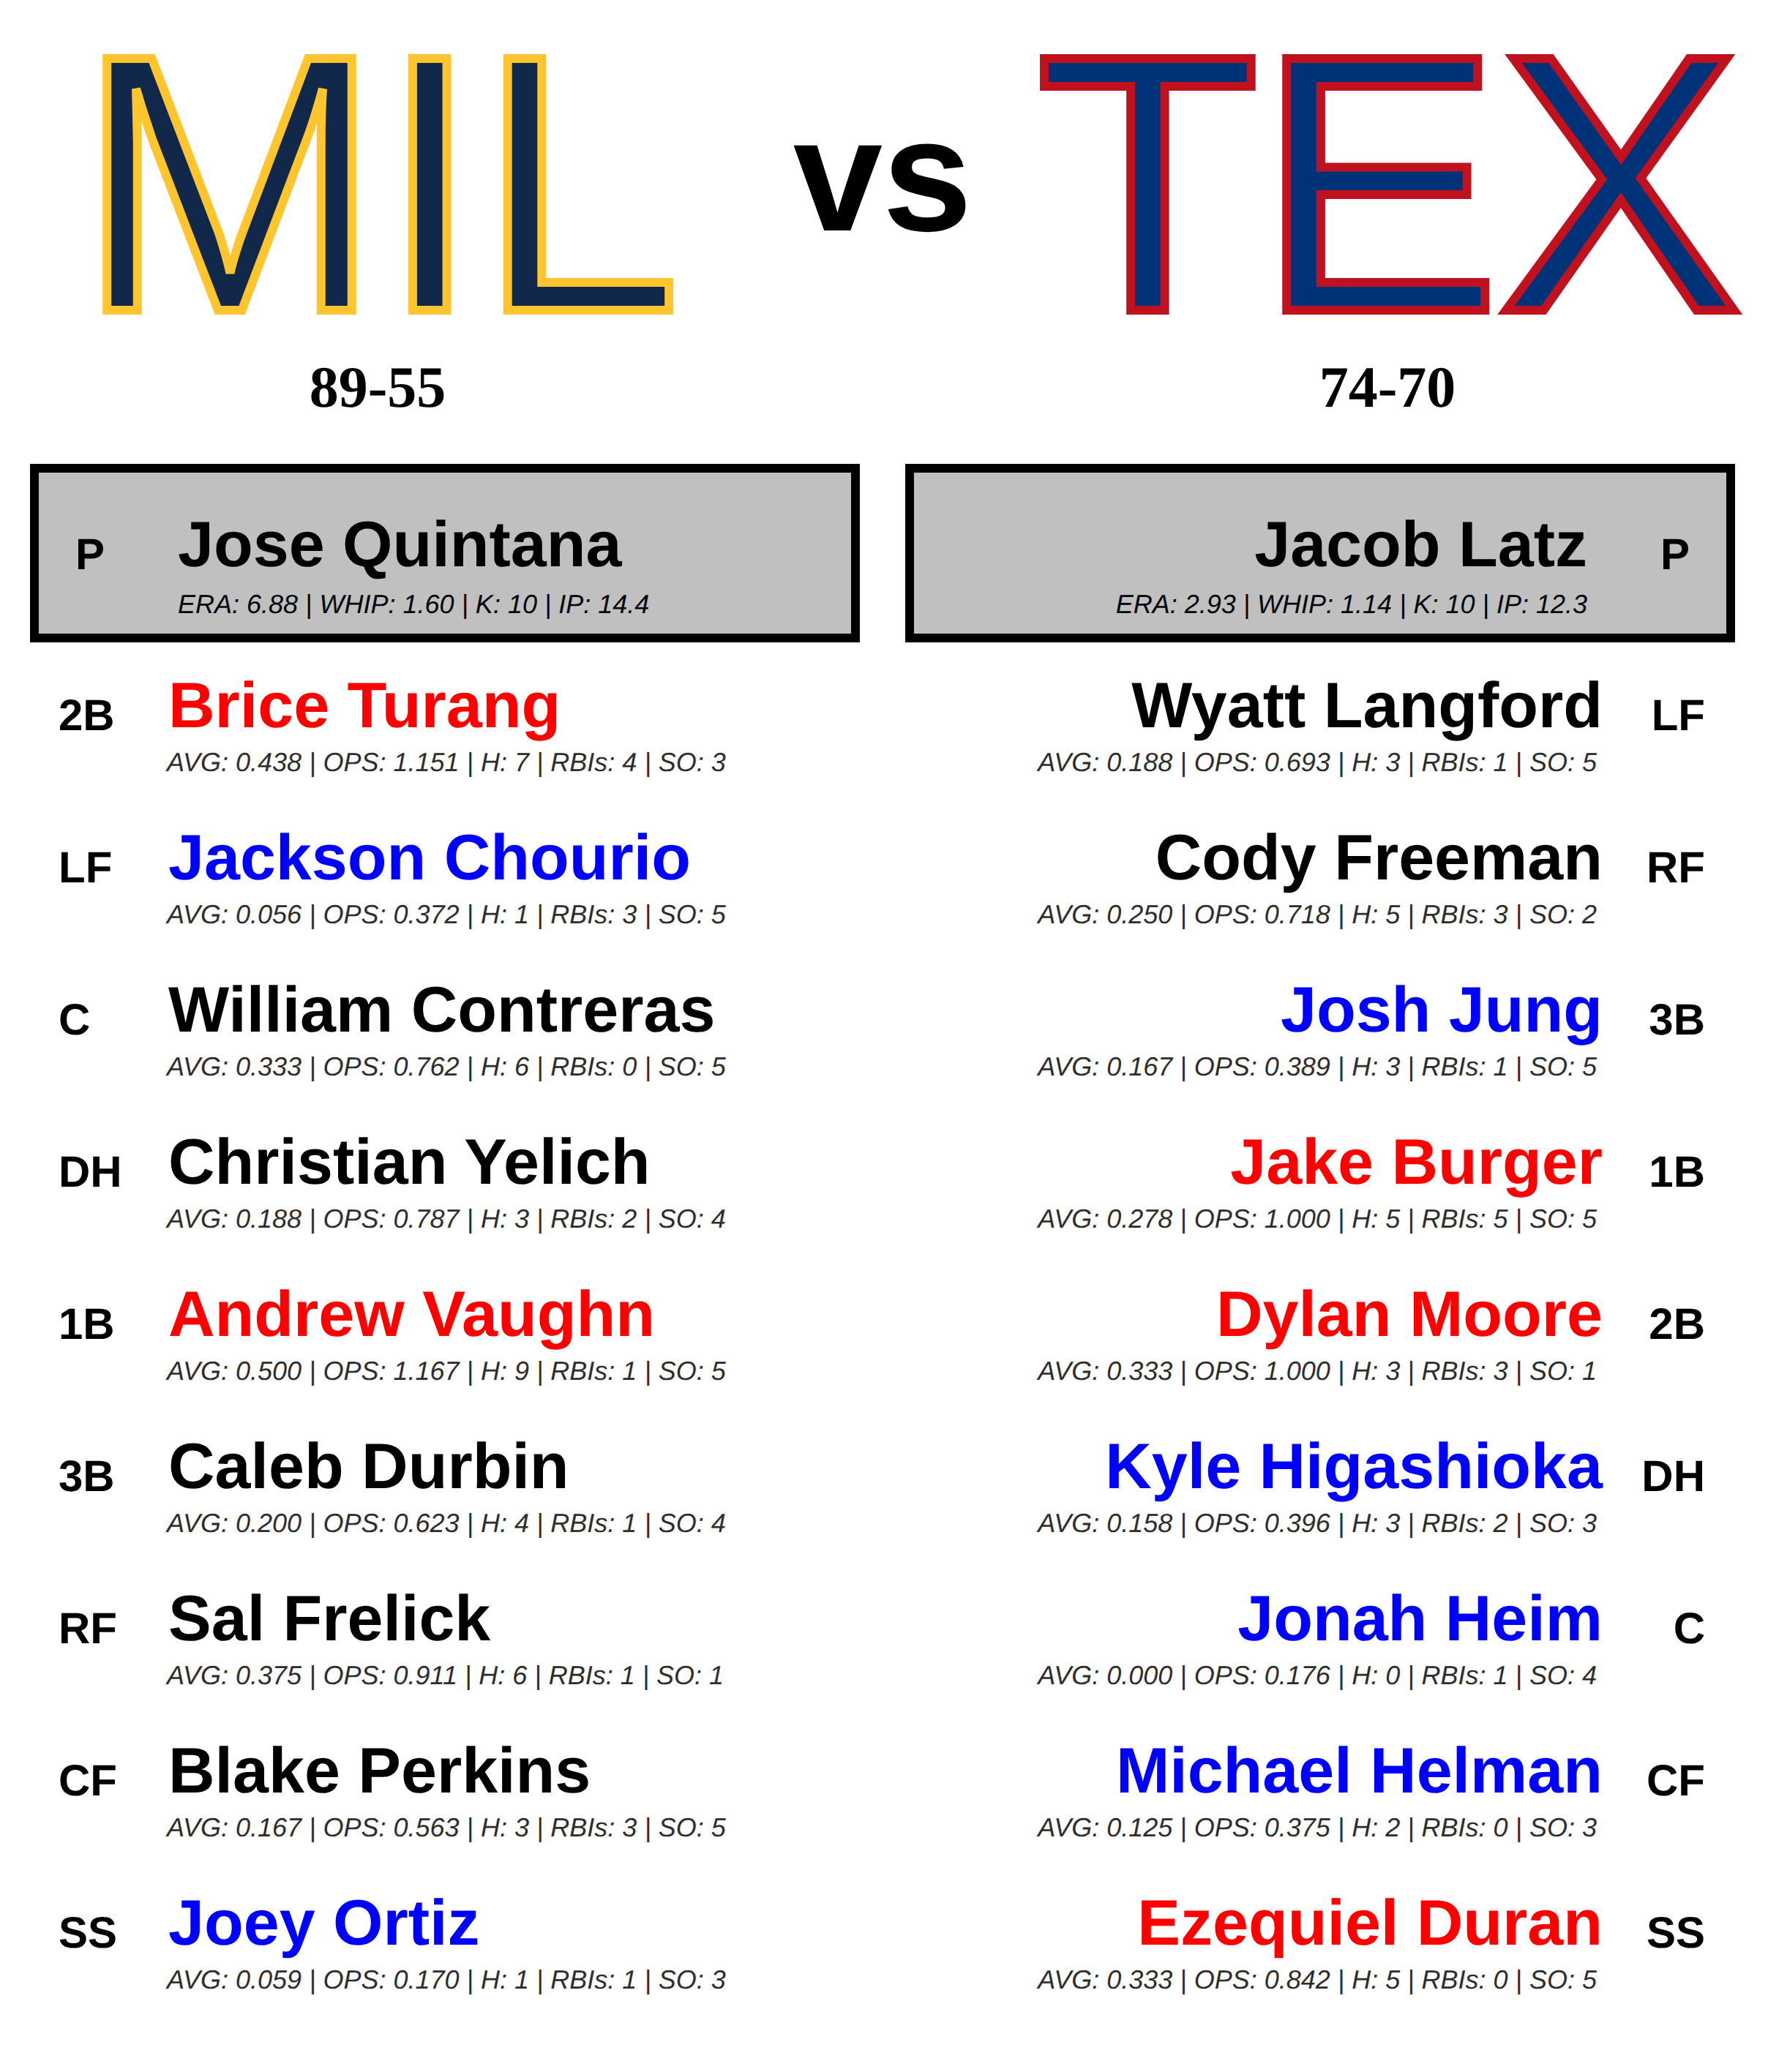 MIL vs TEX
89-55 74-70
P Jose Quintana
ERA: 6.88 | WHIP: 1.60 | K: 10 | IP: 14.4
Jacob Latz P
ERA: 2.93 | WHIP: 1.14 | K: 10 | IP: 12.3
2B Brice Turang
AVG: 0.438 | OPS: 1.151 | H: 7 | RBIs: 4 | SO: 3
LF Jackson Chourio
AVG: 0.056 | OPS: 0.372 | H: 1 | RBIs: 3 | SO: 5
C William Contreras
AVG: 0.333 | OPS: 0.762 | H: 6 | RBIs: 0 | SO: 5
DH Christian Yelich
AVG: 0.188 | OPS: 0.787 | H: 3 | RBIs: 2 | SO: 4
1B Andrew Vaughn
AVG: 0.500 | OPS: 1.167 | H: 9 | RBIs: 1 | SO: 5
3B Caleb Durbin
AVG: 0.200 | OPS: 0.623 | H: 4 | RBIs: 1 | SO: 4
RF Sal Frelick
AVG: 0.375 | OPS: 0.911 | H: 6 | RBIs: 1 | SO: 1
CF Blake Perkins
AVG: 0.167 | OPS: 0.563 | H: 3 | RBIs: 3 | SO: 5
SS Joey Ortiz
AVG: 0.059 | OPS: 0.170 | H: 1 | RBIs: 1 | SO: 3
Wyatt Langford LF
AVG: 0.188 | OPS: 0.693 | H: 3 | RBIs: 1 | SO: 5
Cody Freeman RF
AVG: 0.250 | OPS: 0.718 | H: 5 | RBIs: 3 | SO: 2
Josh Jung 3B
AVG: 0.167 | OPS: 0.389 | H: 3 | RBIs: 1 | SO: 5
Jake Burger 1B
AVG: 0.278 | OPS: 1.000 | H: 5 | RBIs: 5 | SO: 5
Dylan Moore 2B
AVG: 0.333 | OPS: 1.000 | H: 3 | RBIs: 3 | SO: 1
Kyle Higashioka DH
AVG: 0.158 | OPS: 0.396 | H: 3 | RBIs: 2 | SO: 3
Jonah Heim C
AVG: 0.000 | OPS: 0.176 | H: 0 | RBIs: 1 | SO: 4
Michael Helman CF
AVG: 0.125 | OPS: 0.375 | H: 2 | RBIs: 0 | SO: 3
Ezequiel Duran SS
AVG: 0.333 | OPS: 0.842 | H: 5 | RBIs: 0 | SO: 5